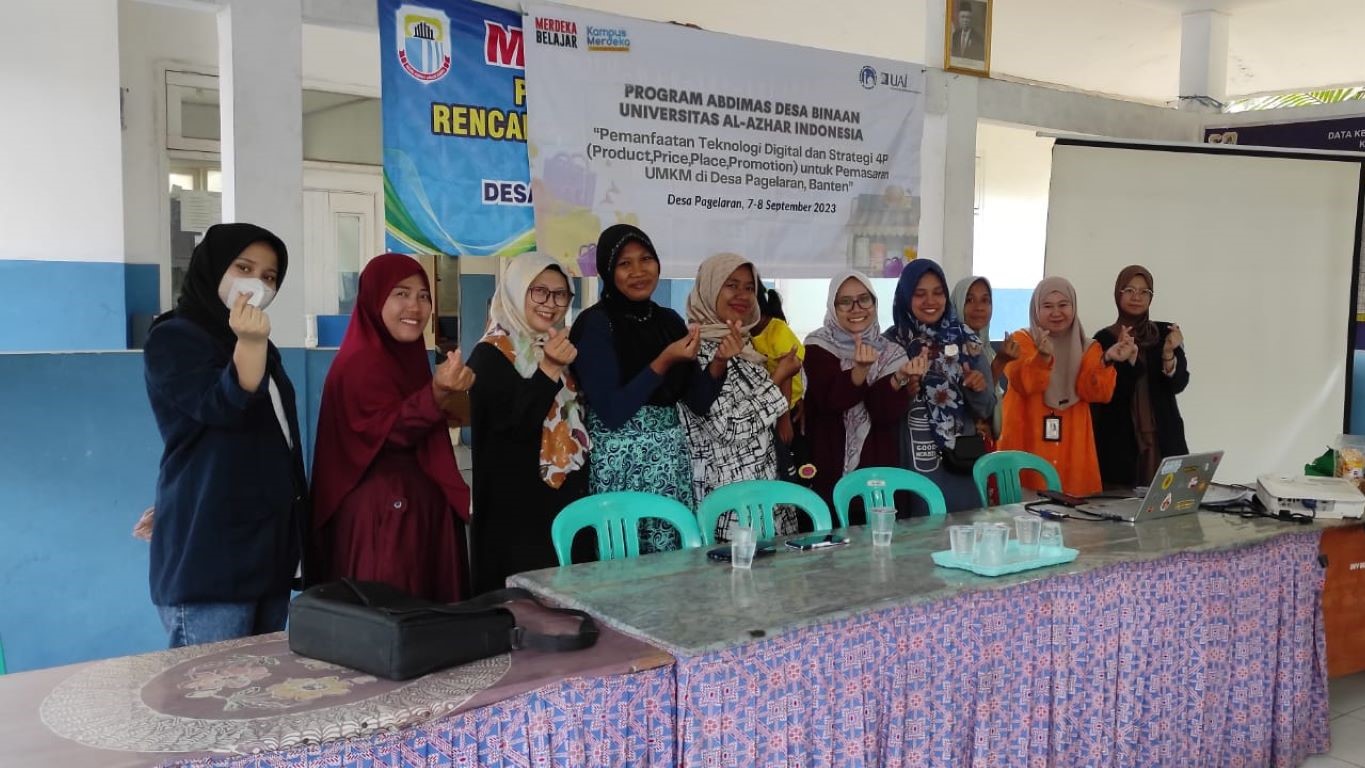 MERDEKA
BELAJAR
Kampus
Merdeka
UAI
PROGRAM ABDIMAS DESA BINAAN
UNIVERSITAS AL-AZHAR INDONESIA
"Pemanfaatan Teknologi Digital dan Strategi 4P
(Product,Price,Place,Promotion) untuk Pemasaran
UMKM di Desa Pagelaran, Banten"
Desa Pagelaran, 7-8 September 2023
M
P
RENCA
DESA
DATA KE
K
GOOD